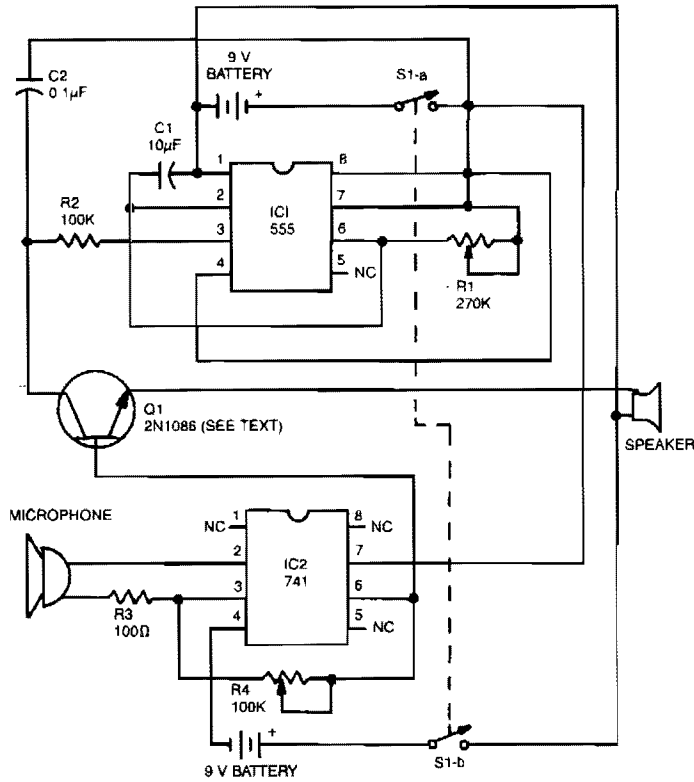 C2
0.1µF
9 V
BATTERY
S1-a
C1
10µF
1
8
2
7
3
6
4
5
NC
IC1
555
R2
100K
R1
270K
Q1
2N1086 (SEE TEXT)
SPEAKER
MICROPHONE
NC
1
8
NC
2
7
3
6
4
5
NC
IC2
741
R3
100Ω
R4
100K
9 V BATTERY
S1-b
+
+